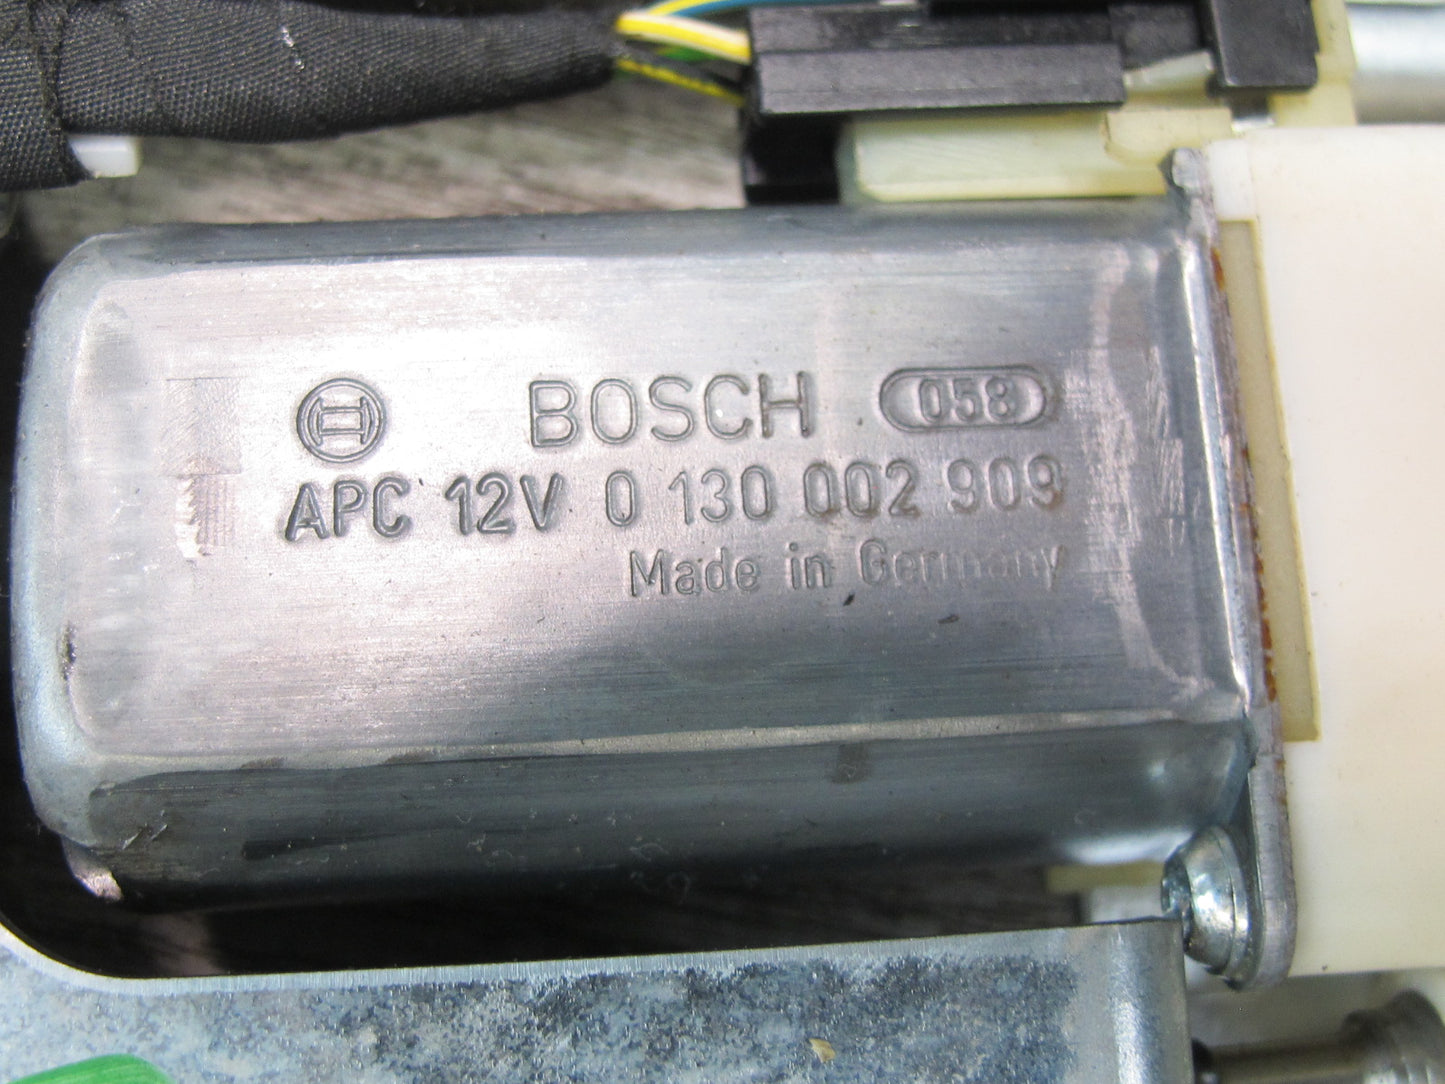 BOSCH 058
APC 12V 0 130 002 909
Made in Germany